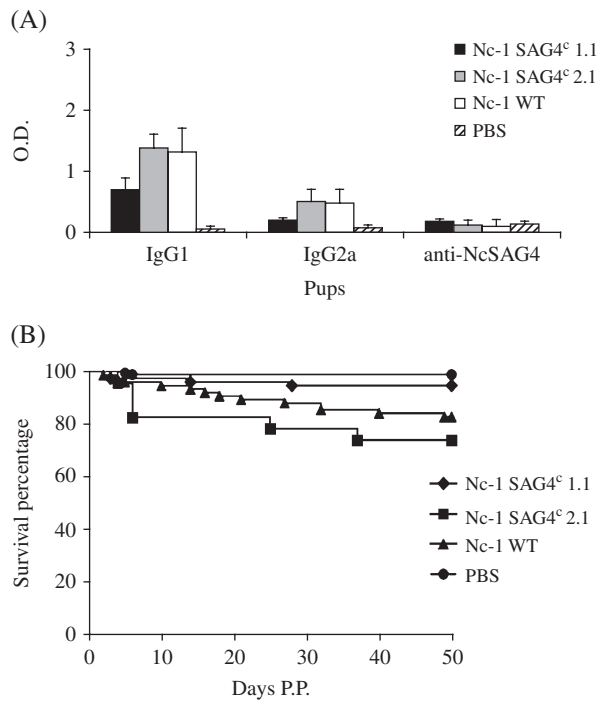 (A)
3
2
1
0
O.D.
Nc-1 SAG4ᶜ 1.1
Nc-1 SAG4ᶜ 2.1
Nc-1 WT
PBS
IgG1
IgG2a
anti-NcSAG4
Pups
(B)
100
80
60
40
20
0
Survival percentage
Nc-1 SAG4ᶜ 1.1
Nc-1 SAG4ᶜ 2.1
Nc-1 WT
PBS
0
10
20
30
40
50
Days P.P.